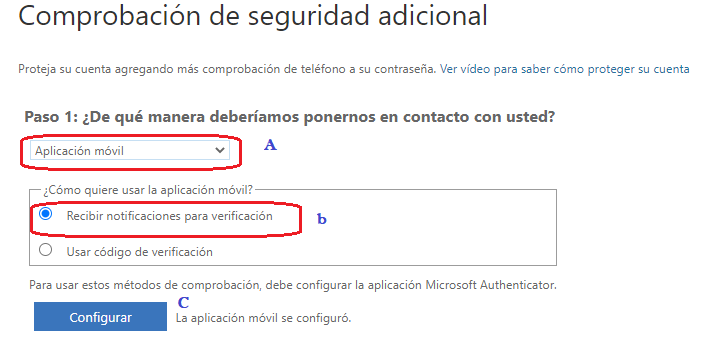 Comprobación de seguridad adicional
Proteja su cuenta agregando más comprobación de teléfono a su contraseña. Ver vídeo para saber cómo proteger su cuenta
Paso 1: ¿De qué manera deberíamos ponernos en contacto con usted?
Aplicación móvil A
¿Cómo quiere usar la aplicación móvil?
Recibir notificaciones para verificación b
Usar código de verificación
Para usar estos métodos de comprobación, debe configurar la aplicación Microsoft Authenticator.
C
Configurar La aplicación móvil se configuró.